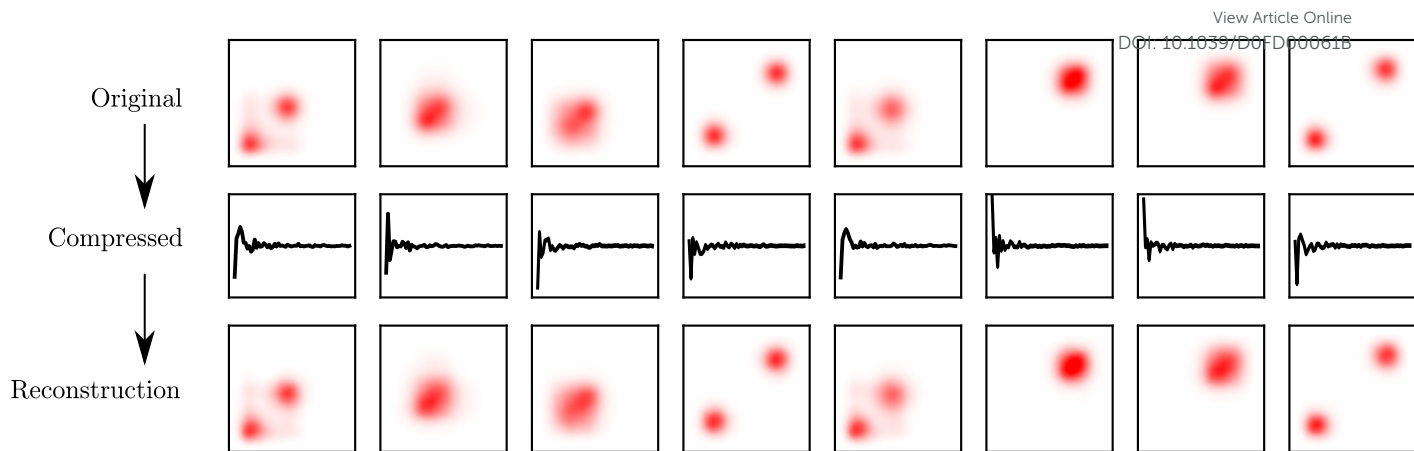 View Article Online
DOI: 10.1039/D0FD00061B
Original
Compressed
Reconstruction